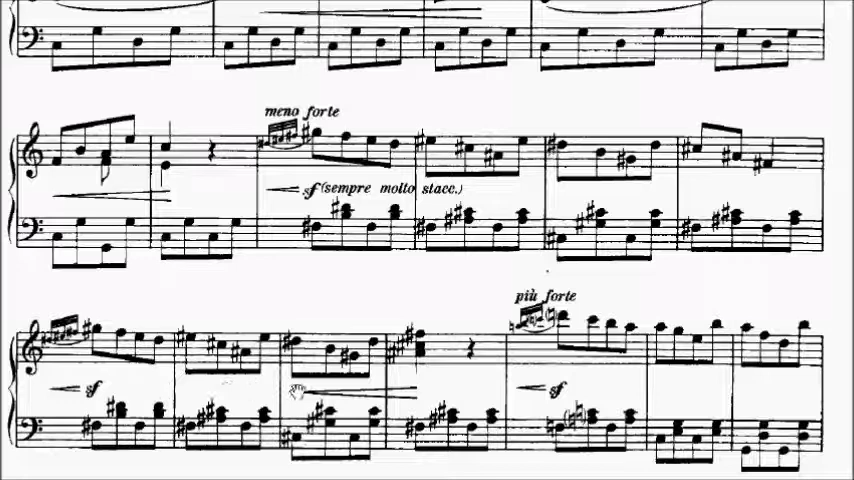 meno forte
sf (sempre molto stacc.)
più forte
sf
sf